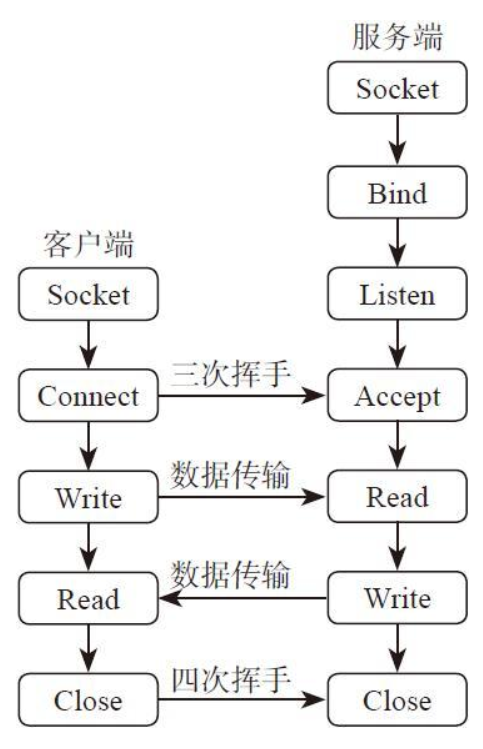 服务端
Socket
Bind
客户端
Socket
Listen
Connect
三次挥手
Accept
Write
数据传输
Read
Read
数据传输
Write
Close
四次挥手
Close